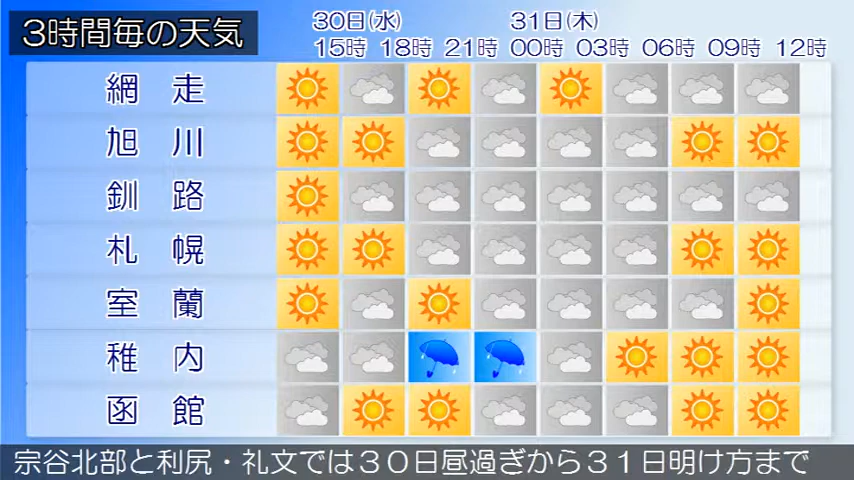 3時間毎の天気
30日(水) 31日(木)
15時 18時 21時 00時 03時 06時 09時 12時
網走
旭川
釧路
札幌
室蘭
稚内
函館
宗谷北部と利尻・礼文では３０日昼過ぎから３１日明け方まで